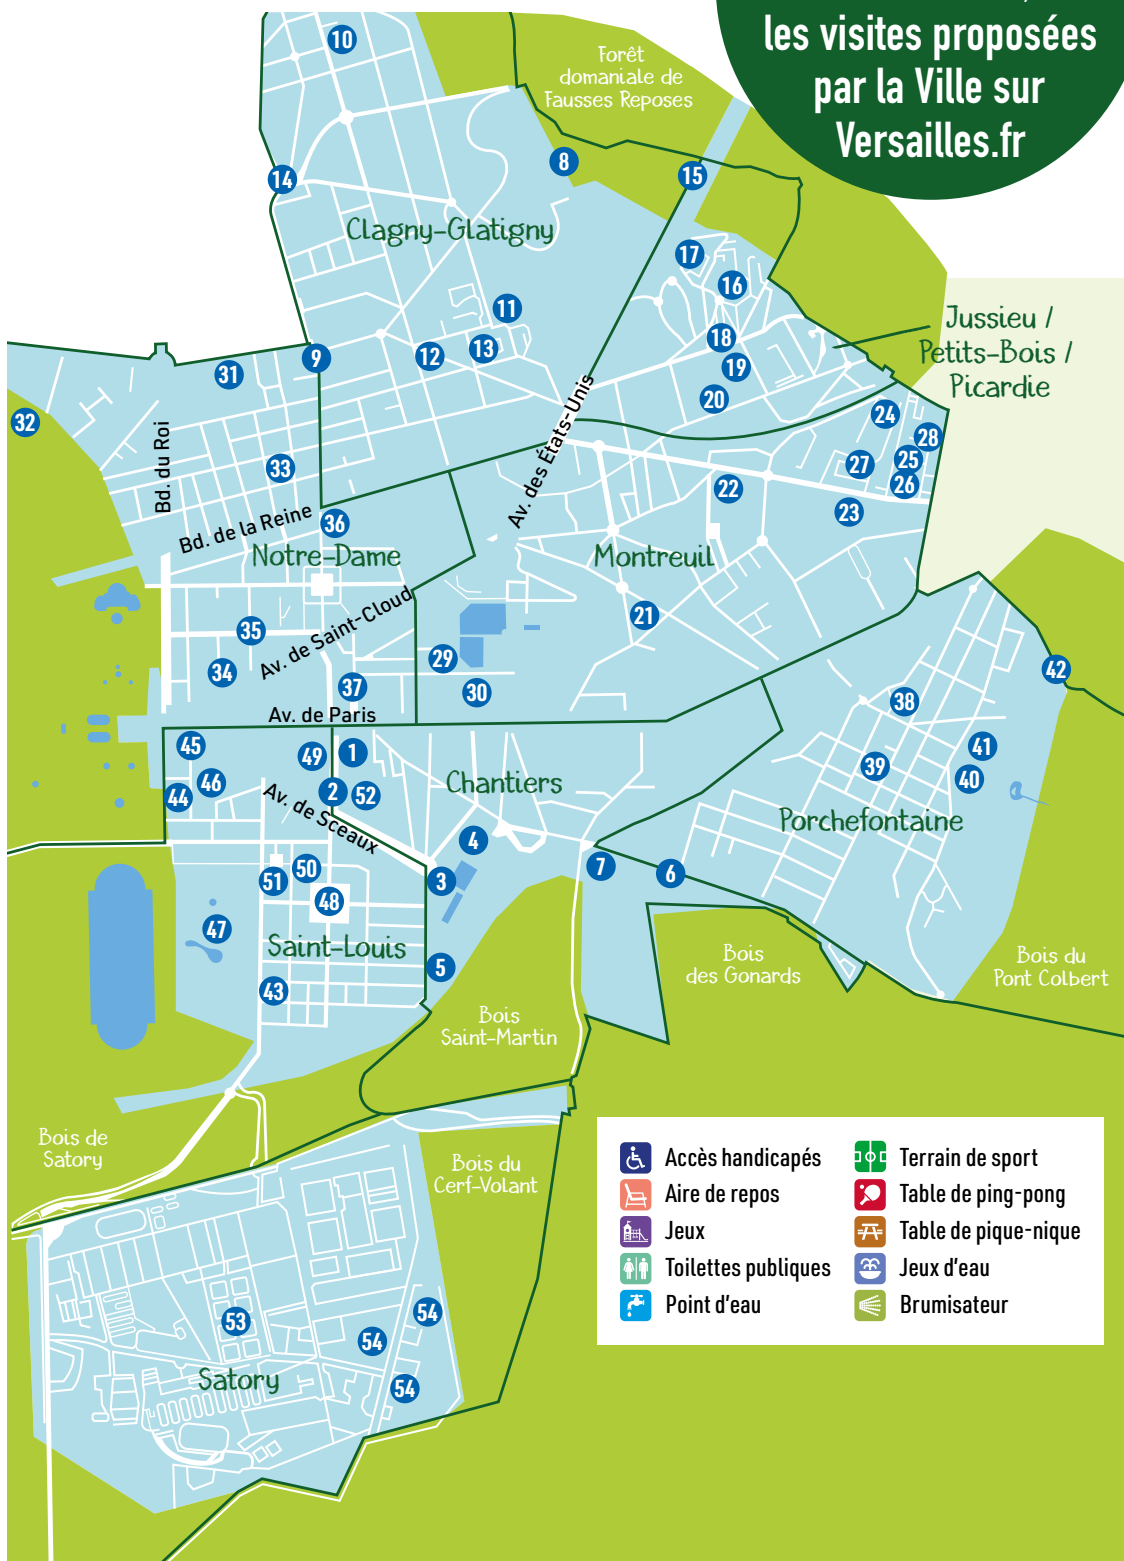 les visites proposées
par la Ville sur
Versailles.fr
10
Forêt
domaniale de
Fausses Reposes
8
15
14
Clagny-Glatigny
17
16
11
18
Jussieu /
Petits-Bois /
Picardie
9
12
13
19
31
20
32
24
28
Bd. du Roi
33
Av. des États-Unis
27
25
26
22
23
Bd. de la Reine
36
Notre-Dame
Montreuil
21
35
Av. de Saint-Cloud
34
29
37
30
42
38
Av. de Paris
45
49
1
41
39
40
46
44
2
52
Chantiers
Av. de Sceaux
Porchefontaine
4
50
51
3
7
6
48
47
Saint-Louis
5
43
Bois
des Gonards
Bois du
Pont Colbert
Bois
Saint-Martin
Bois de
Satory
Bois du
Cerf-Volant
Accès handicapés
Aire de repos
Jeux
Toilettes publiques
Point d'eau
Terrain de sport
Table de ping-pong
Table de pique-nique
Jeux d'eau
Brumisateur
53
54
54
Satory
54